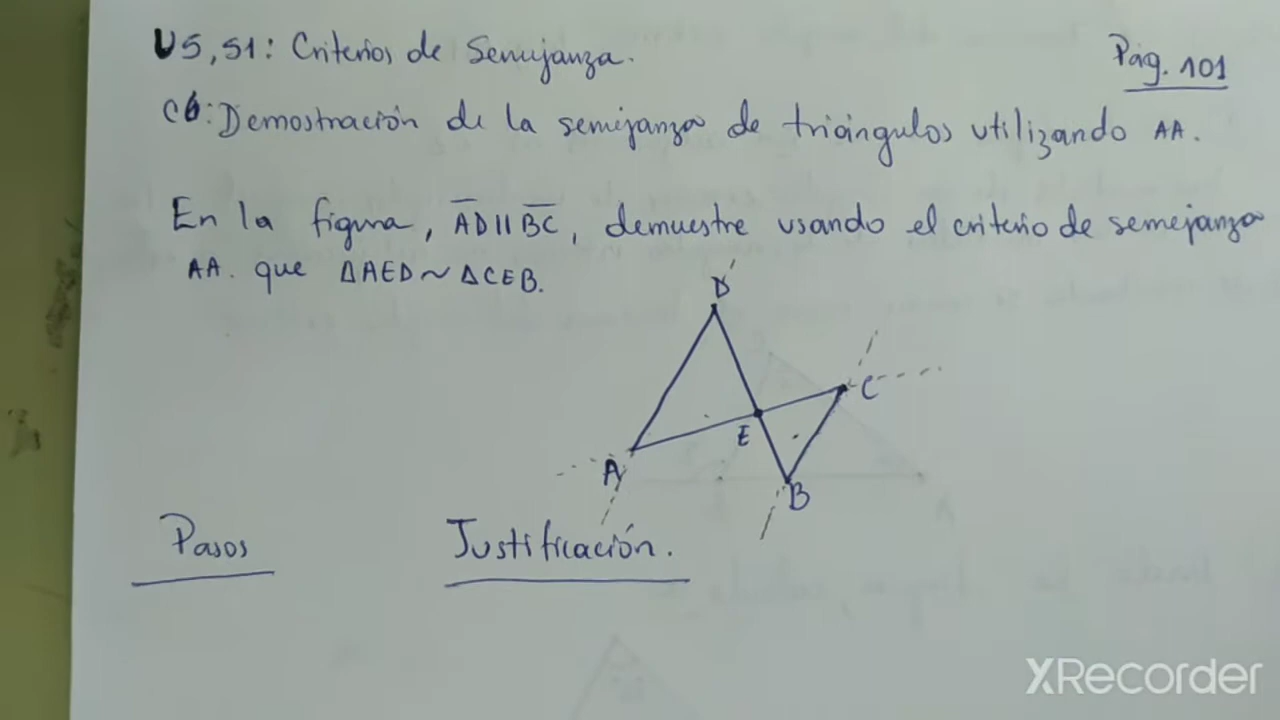 U5, S1: Criterios de Semejanza.
Pág. 101
C6: Demostración de la semejanza de triángulos utilizando AA.
En la figura, AD∥BC, demuestre usando el criterio de semejanza
AA. que ΔAED~ΔCEB.
D
C
E
A
B
Pasos
Justificación.
XRecorder